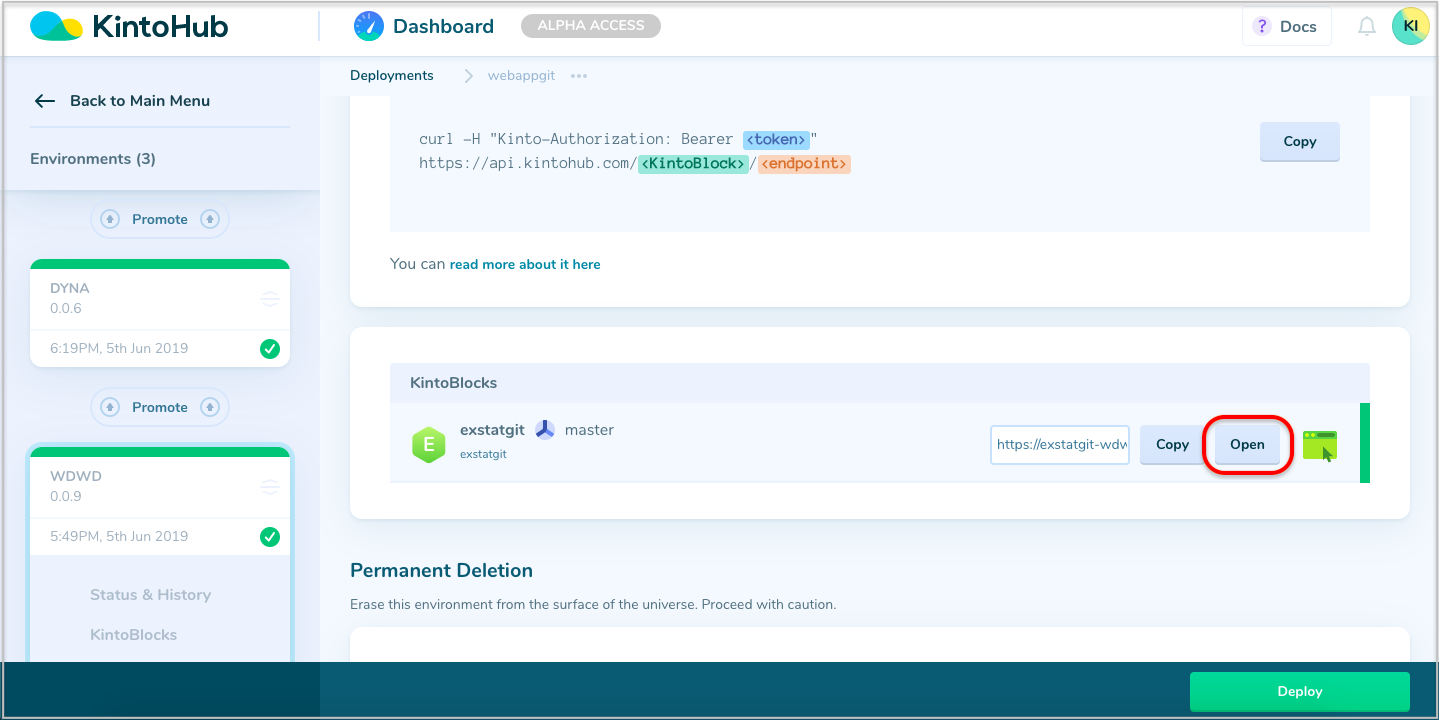 KintoHub
Dashboard
ALPHA ACCESS
? Docs
KI
Back to Main Menu
Environments (3)
Promote
DYNA
0.0.6
6:19PM, 5th Jun 2019
Promote
WDWD
0.0.9
5:49PM, 5th Jun 2019
Status & History
KintoBlocks
Deployments
webappgit
curl -H "Kinto-Authorization: Bearer <token>"
https://api.kintohub.com/<KintoBlock>/<endpoint>
Copy
You can read more about it here
KintoBlocks
E
exstatgit
master
exstatgit
https://exstatgit-wdw
Copy
Open
Permanent Deletion
Erase this environment from the surface of the universe. Proceed with caution.
Deploy